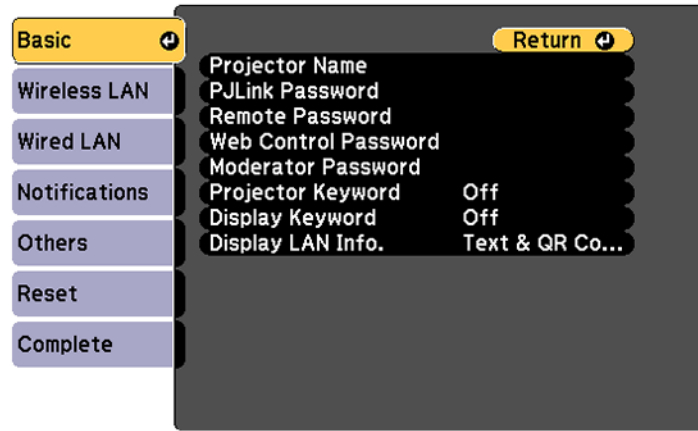 Basic
Wireless LAN
Wired LAN
Notifications
Others
Reset
Complete
Return
Projector Name
PJLink Password
Remote Password
Web Control Password
Moderator Password
Projector Keyword Off
Display Keyword Off
Display LAN Info. Text & QR Co...